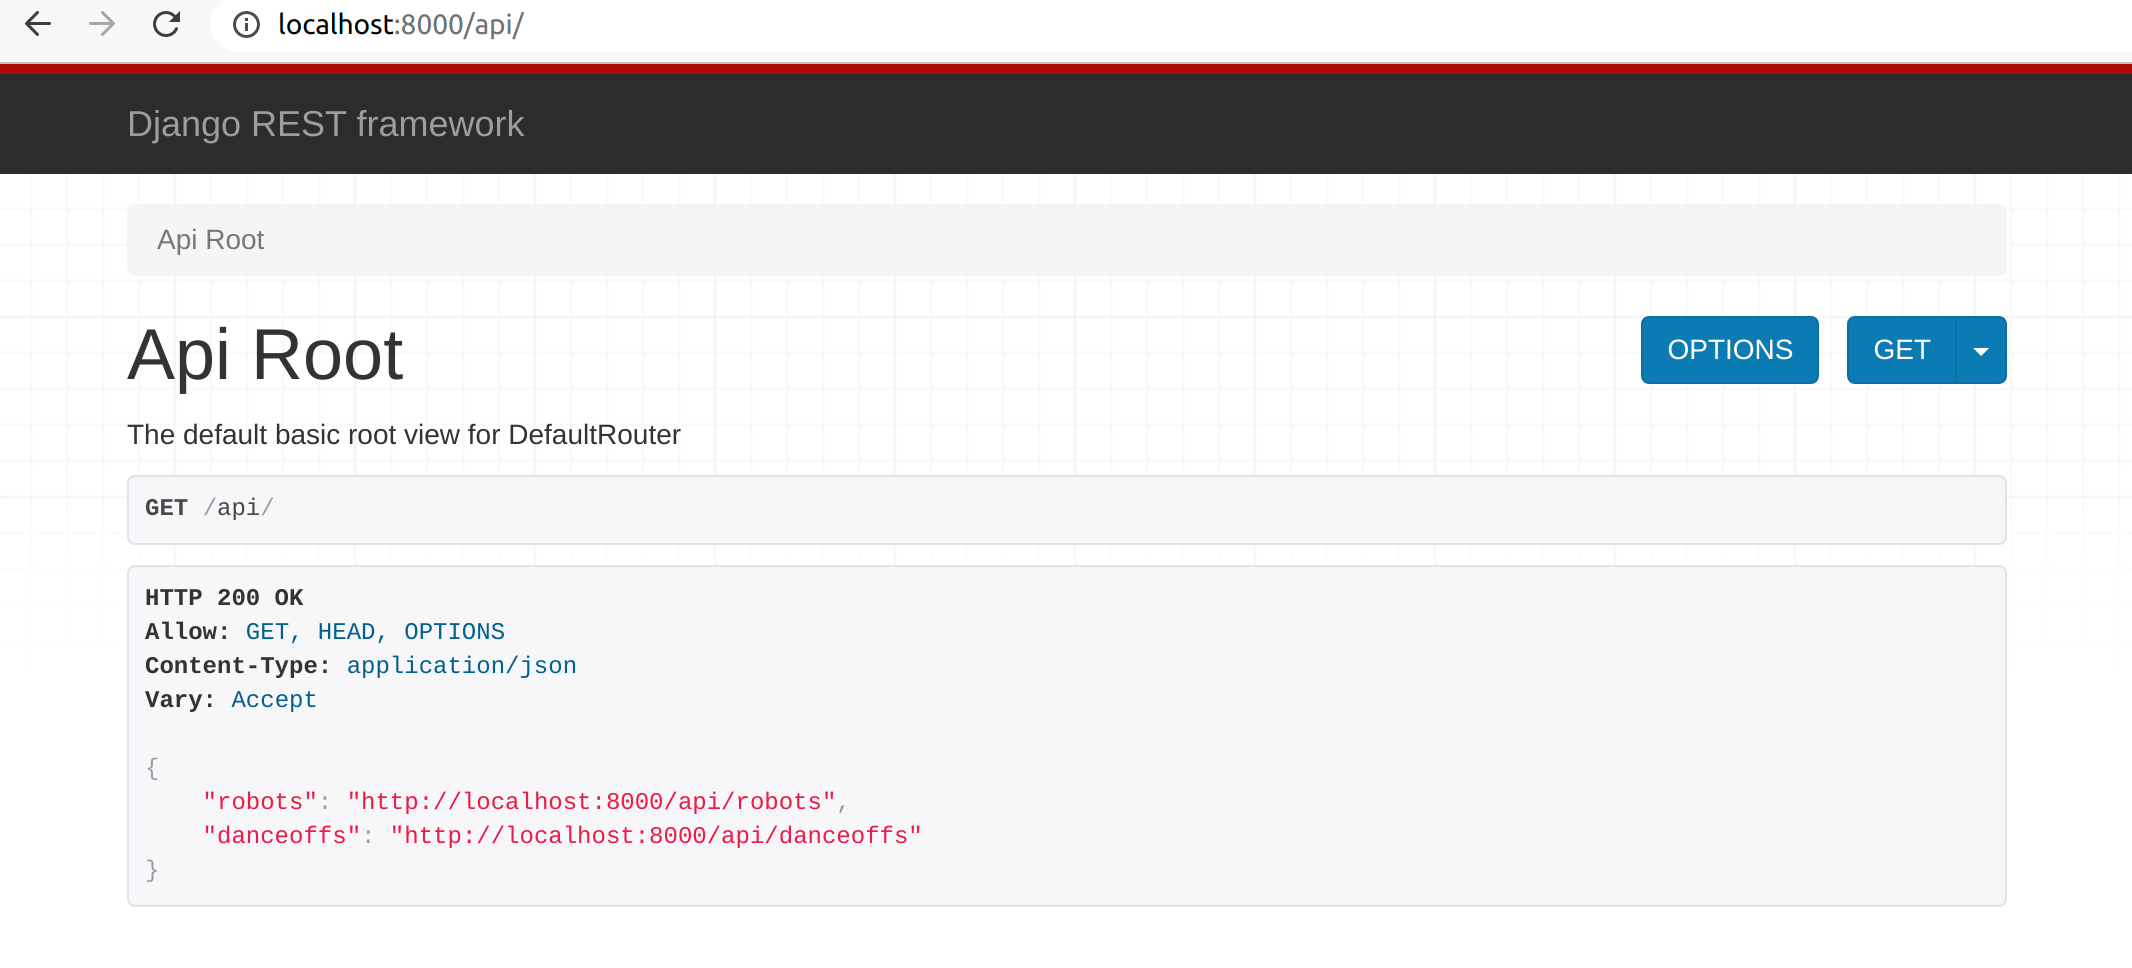 localhost:8000/api/
Django REST framework
Api Root
Api Root
OPTIONS
GET
The default basic root view for DefaultRouter
GET /api/
HTTP 200 OK
Allow: GET, HEAD, OPTIONS
Content-Type: application/json
Vary: Accept
{
    "robots": "http://localhost:8000/api/robots",
    "danceoffs": "http://localhost:8000/api/danceoffs"
}